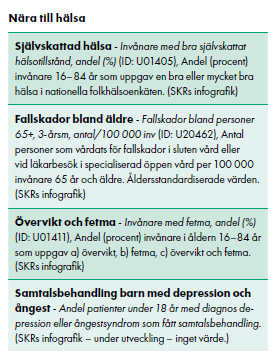 Nära till hälsa
Självskattad hälsa - Invånare med bra självskattat
hälsotillstånd, andel (%) (ID: U01405), Andel (procent)
invånare 16–84 år som uppgav en bra eller mycket bra
hälsa i nationella folkhälsoenkäten. (SKRs infografik)
Fallskador bland äldre - Fallskador bland personer
65+, 3-årsm, antal/100 000 inv (ID: U20462), Antal
personer som vårdats för fallskador i sluten vård eller
vid läkarbesök i specialiserad öppen vård per 100 000
invånare 65 år och äldre. Åldersstandardiserade värden.
(SKRs infografik)
Övervikt och fetma - Invånare med fetma, andel (%)
(ID: U01411), Andel (procent) invånare i åldern 16–84 år
som uppgav a) övervikt, b) fetma, c) övervikt och fetma.
(SKRs infografik)
Samtalsbehandling barn med depression och
ångest - Andel patienter under 18 år med diagnos de-
pression eller ångestsyndrom som fått samtalsbehandling.
(SKRs infografik – under utveckling – inget värde.)